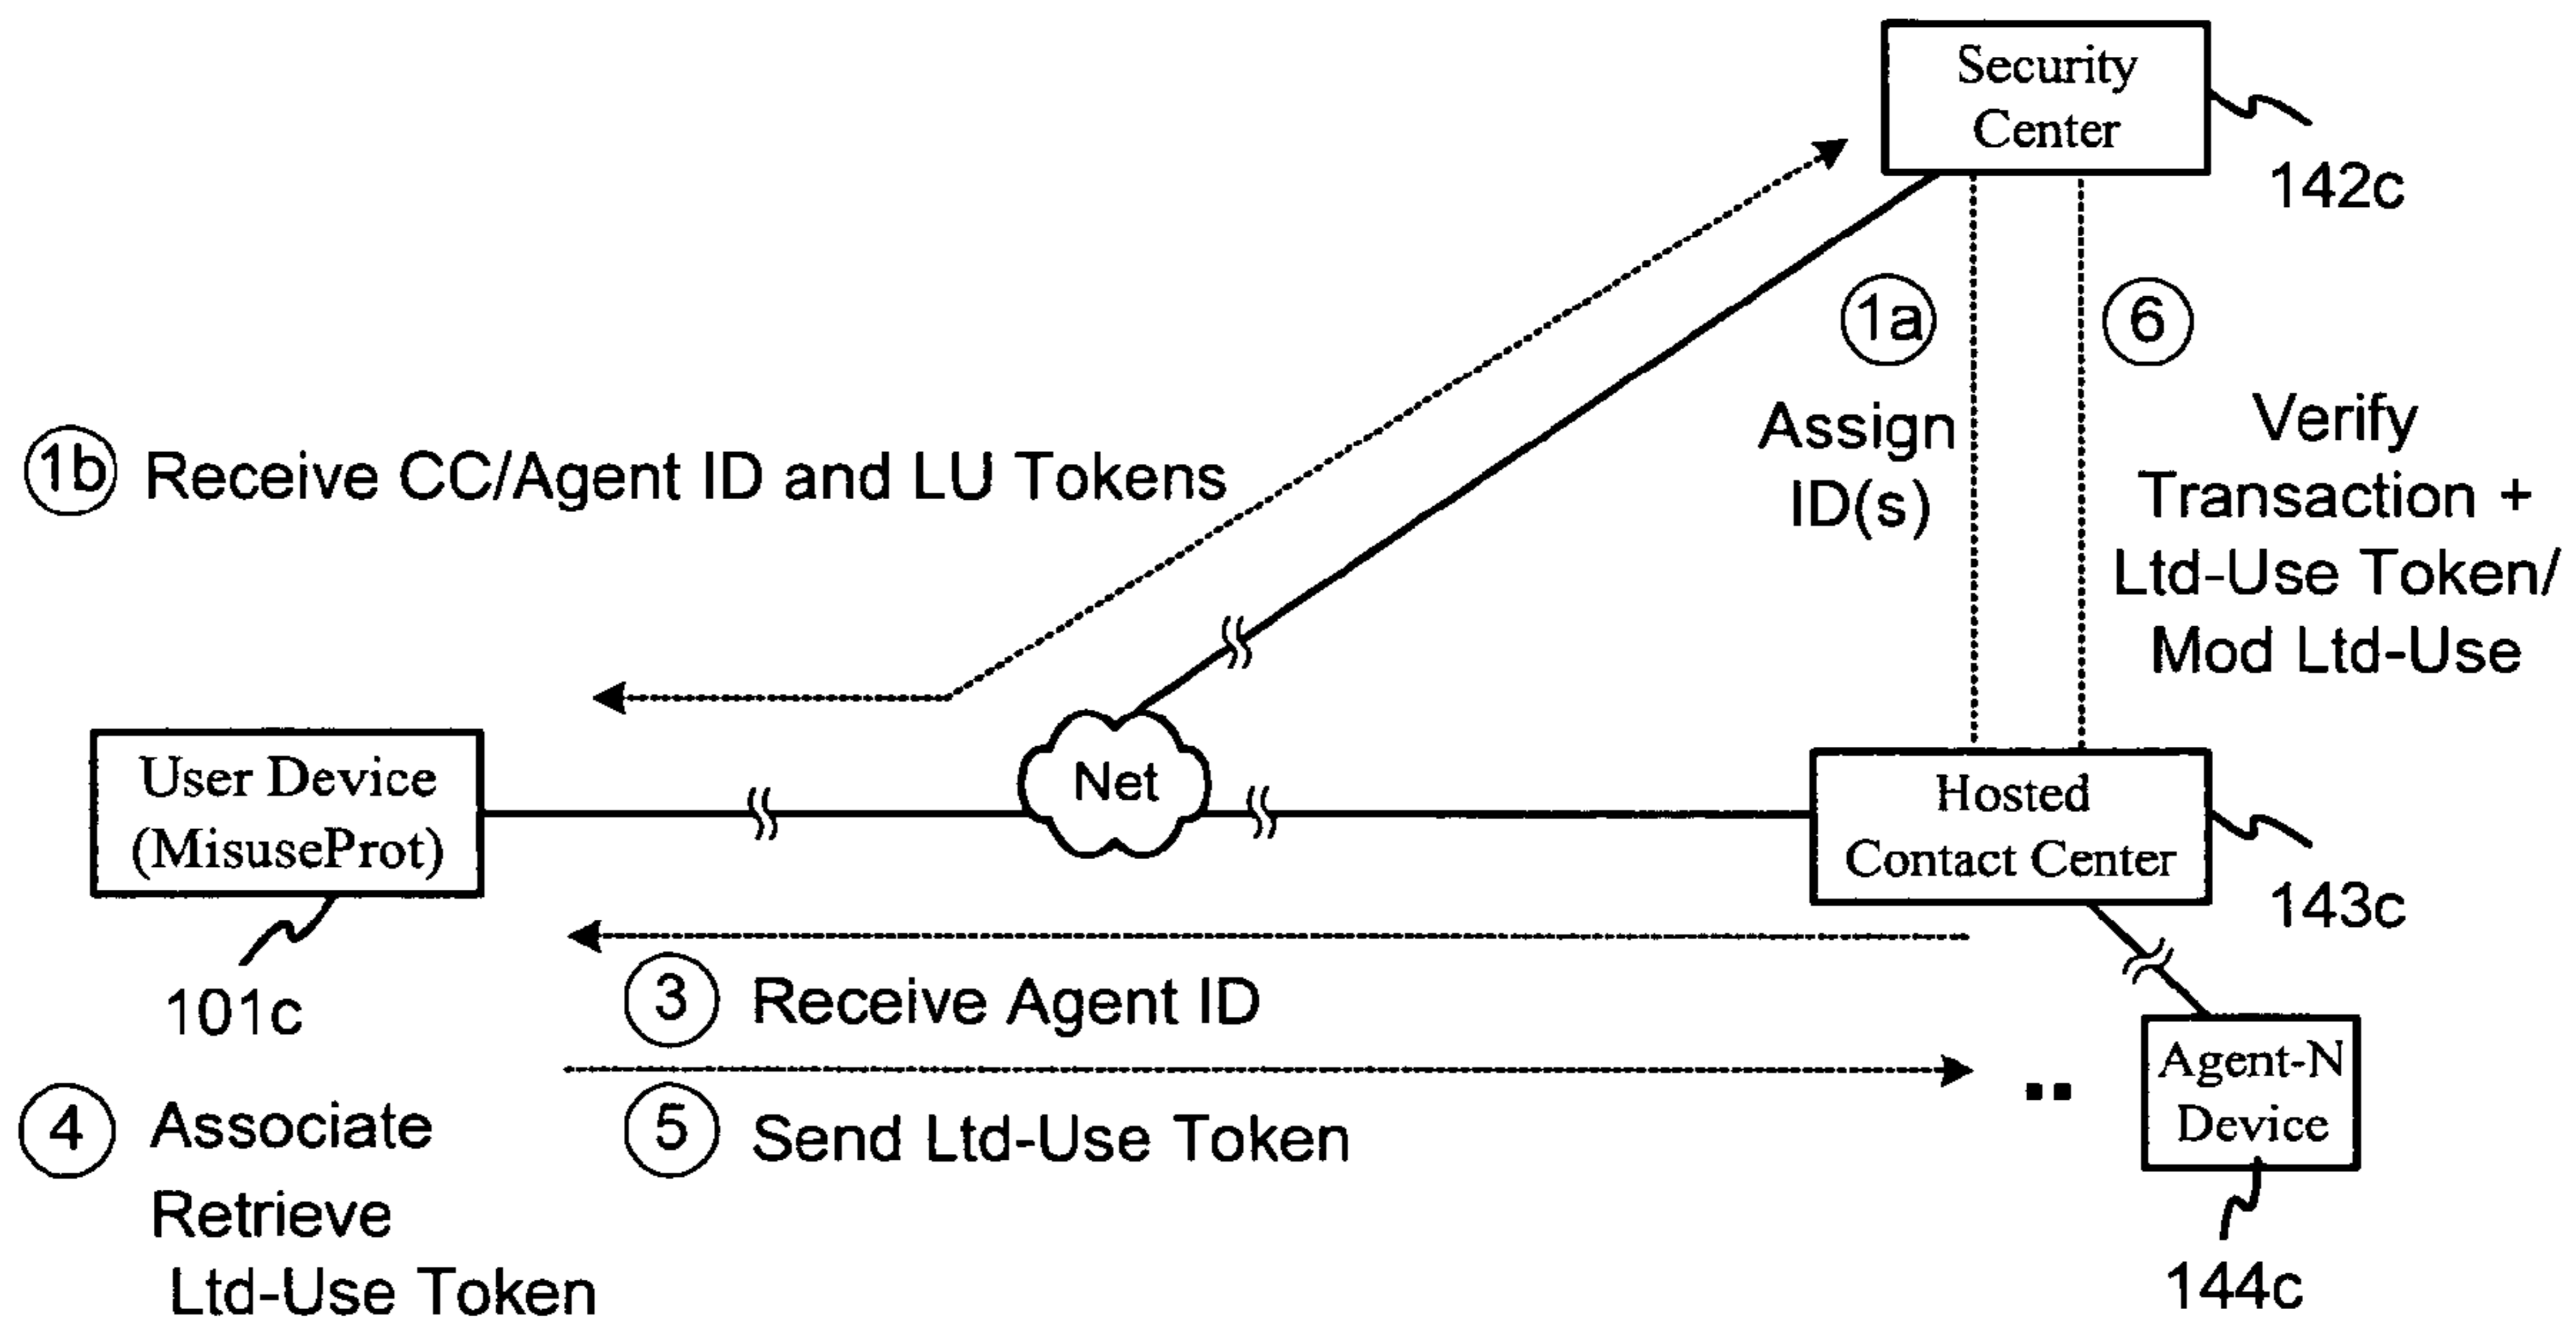 Security
Center
142c
1a
6
Assign
ID(s)
Verify
Transaction +
Ltd-Use Token/
Mod Ltd-Use
1b Receive CC/Agent ID and LU Tokens
User Device
(MisuseProt)
101c
Net
Hosted
Contact Center
143c
3 Receive Agent ID
4 Associate
Retrieve
Ltd-Use Token
5 Send Ltd-Use Token
Agent-N
Device
144c